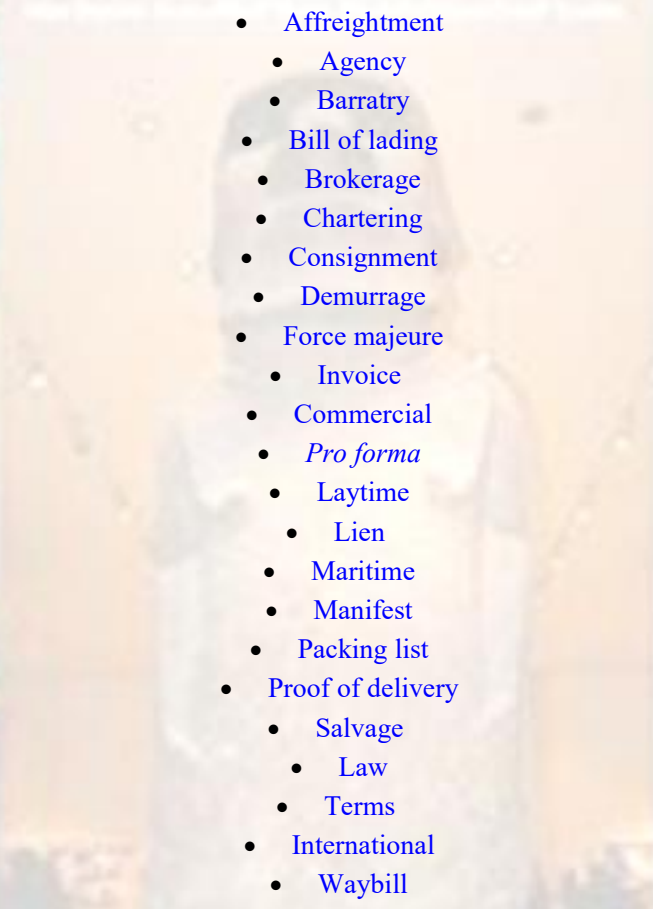 • Affreightment
• Agency
• Barratry
• Bill of lading
• Brokerage
• Chartering
• Consignment
• Demurrage
• Force majeure
• Invoice
• Commercial
• Pro forma
• Laytime
• Lien
• Maritime
• Manifest
• Packing list
• Proof of delivery
• Salvage
• Law
• Terms
• International
• Waybill